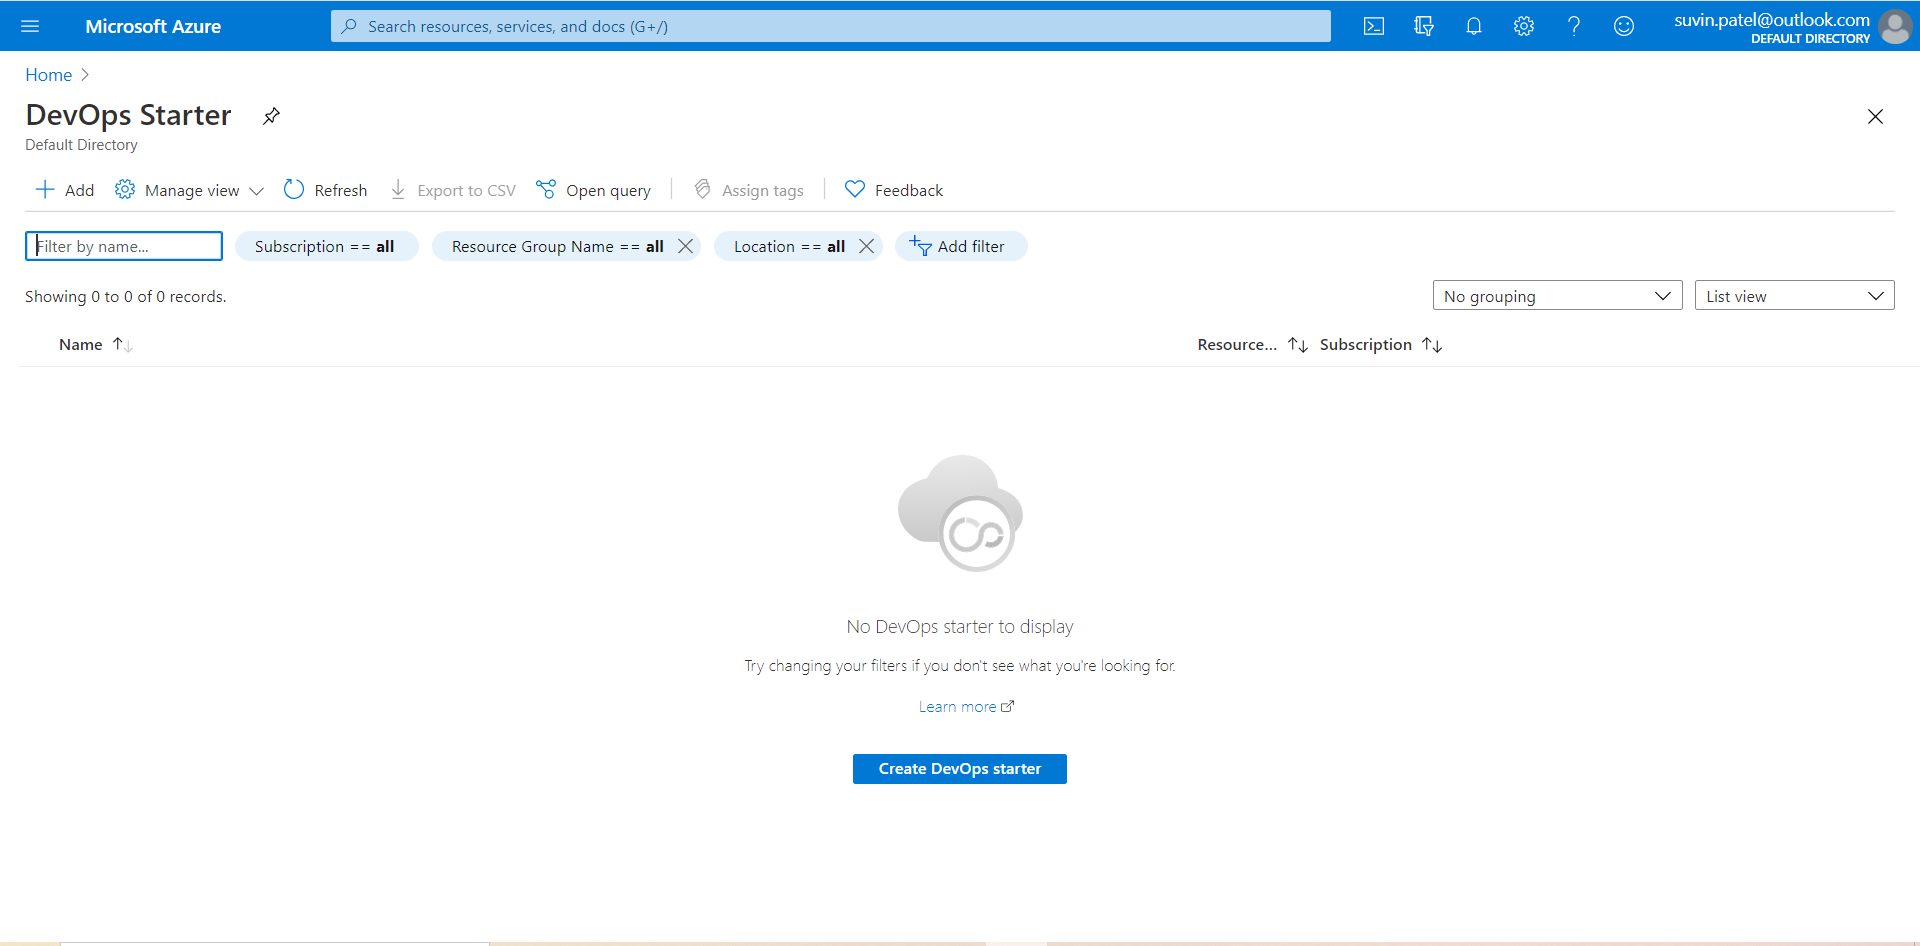 Microsoft Azure
Search resources, services, and docs (G+/)
suvin.patel@outlook.com
DEFAULT DIRECTORY
Home
DevOps Starter
Default Directory
Add Manage view Refresh Export to CSV Open query Assign tags Feedback
Filter by name... Subscription == all Resource Group Name == all Location == all Add filter
Showing 0 to 0 of 0 records. No grouping List view
Name Resource... Subscription
No DevOps starter to display
Try changing your filters if you don't see what you're looking for.
Learn more
Create DevOps starter